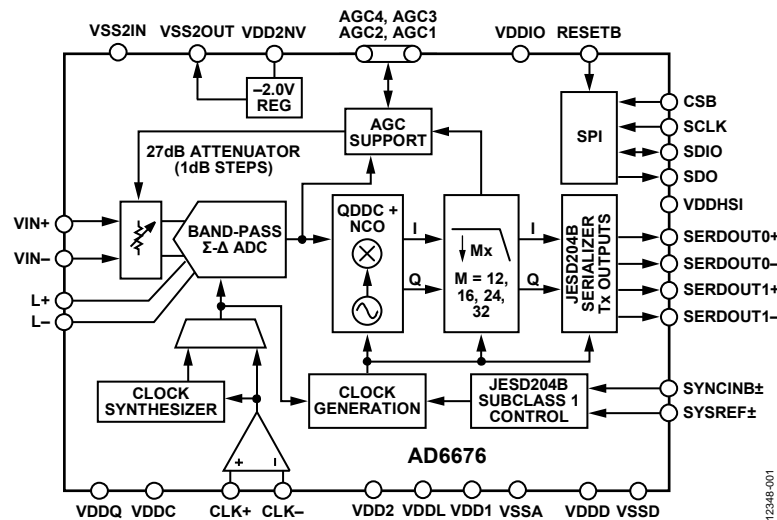 VSS2IN
VSS2OUT
VDD2NV
AGC4, AGC3
AGC2, AGC1
VDDIO
RESETB
–2.0V
REG
AGC
SUPPORT
SPI
CSB
SCLK
SDIO
SDO
27dB ATTENUATOR
(1dB STEPS)
VDDHSI
VIN+
VIN–
L+
L–
BAND-PASS
Σ-Δ ADC
QDDC +
NCO
I
Q
Mx
M = 12,
16, 24,
32
I
Q
JESD204B
SERIALIZER
Tx OUTPUTS
SERDOUT0+
SERDOUT0–
SERDOUT1+
SERDOUT1–
CLOCK
SYNTHESIZER
CLOCK
GENERATION
JESD204B
SUBCLASS 1
CONTROL
SYNCINB±
SYSREF±
+ –
AD6676
VDDQ
VDDC
CLK+
CLK–
VDD2
VDDL
VDD1
VSSA
VDDD
VSSD
12348-001